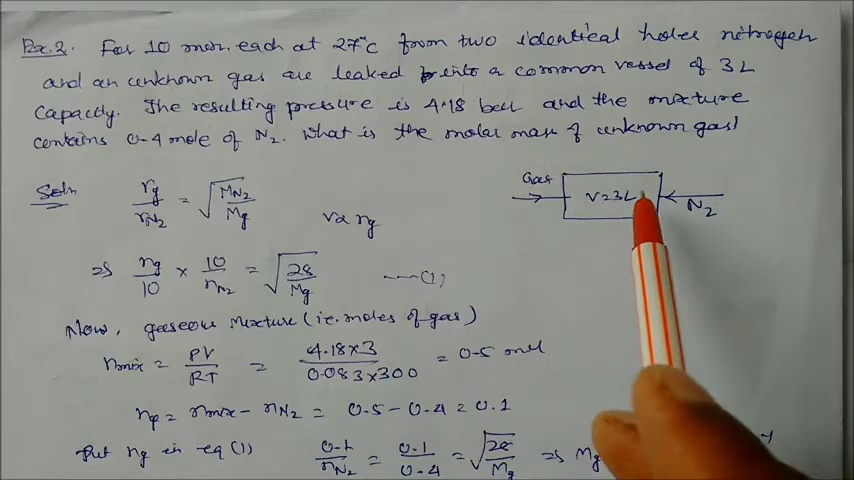 Ex.2. For 10 min. each at 27°C from two identical holes nitrogen
and an unknown gas are leaked into a common vessel of 3L
capacity. The resulting pressure is 4.18 bar and the mixture
contains 0.4 mole of N2. What is the molar mass of unknown gas?
Soln
rg/rN2 = √(MN2/Mg)
r∝ng
Gas
V=3L
N2
⇒ ng/10 × 10/nN2 = √(28/Mg) ---(1)
Now, gaseous mixture (i.e. moles of gas)
nmix = PV/RT = 4.18×3/0.083×300 = 0.5 mol
ng = nmix - nN2 = 0.5 - 0.4 = 0.1
Put ng in eq (1) 0.1/nN2 = 0.1/0.4 = √(28/Mg) ⇒ Mg